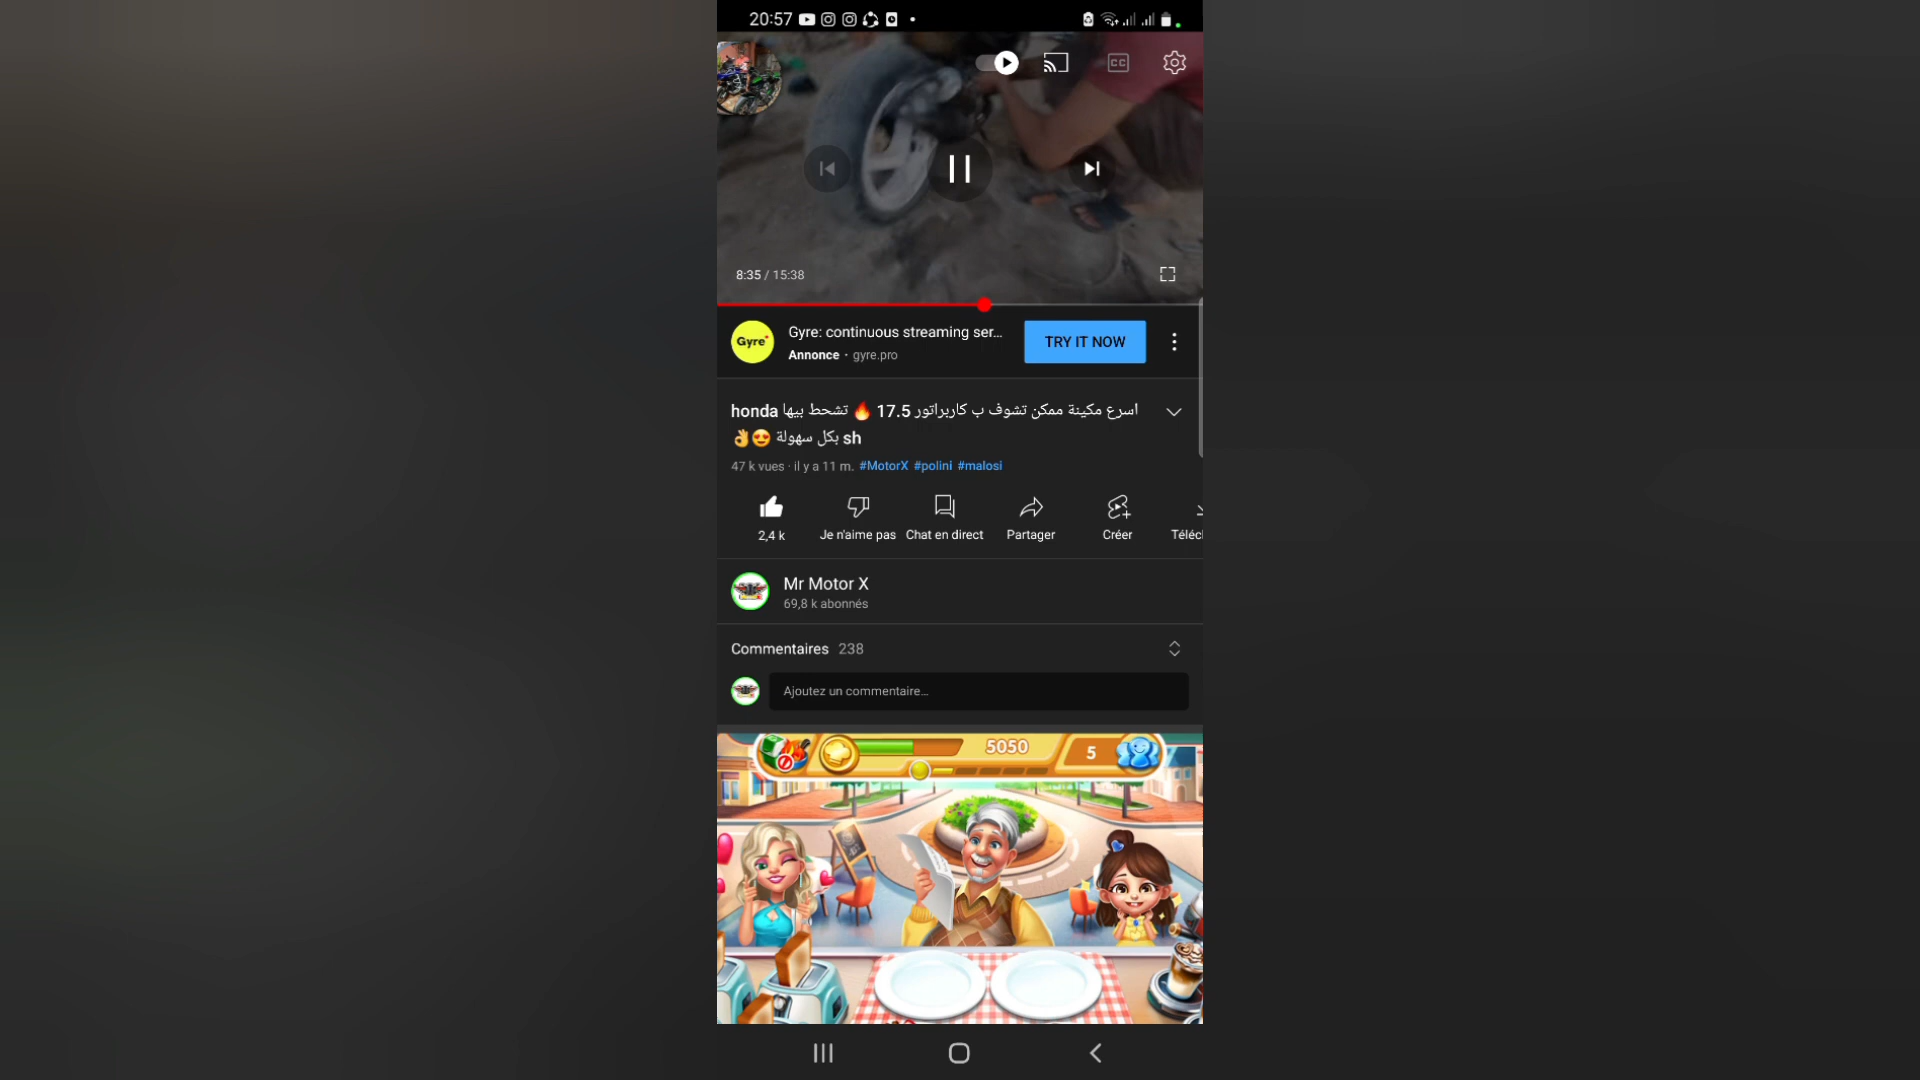 20:57
CC
8:35 / 15:38
Gyre
Gyre: continuous streaming ser...
Annonce · gyre.pro
TRY IT NOW
اسرع مكينة ممكن تشوف ب كاربراتور 17.5 🔥 تشحط بيها honda
sh بكل سهولة 😍👌
47 k vues · il y a 11 m. #MotorX #polini #malosi
2,4 k
Je n'aime pas
Chat en direct
Partager
Créer
Téléc
Mr Motor X
69,8 k abonnés
Commentaires 238
Ajoutez un commentaire...
5050
5